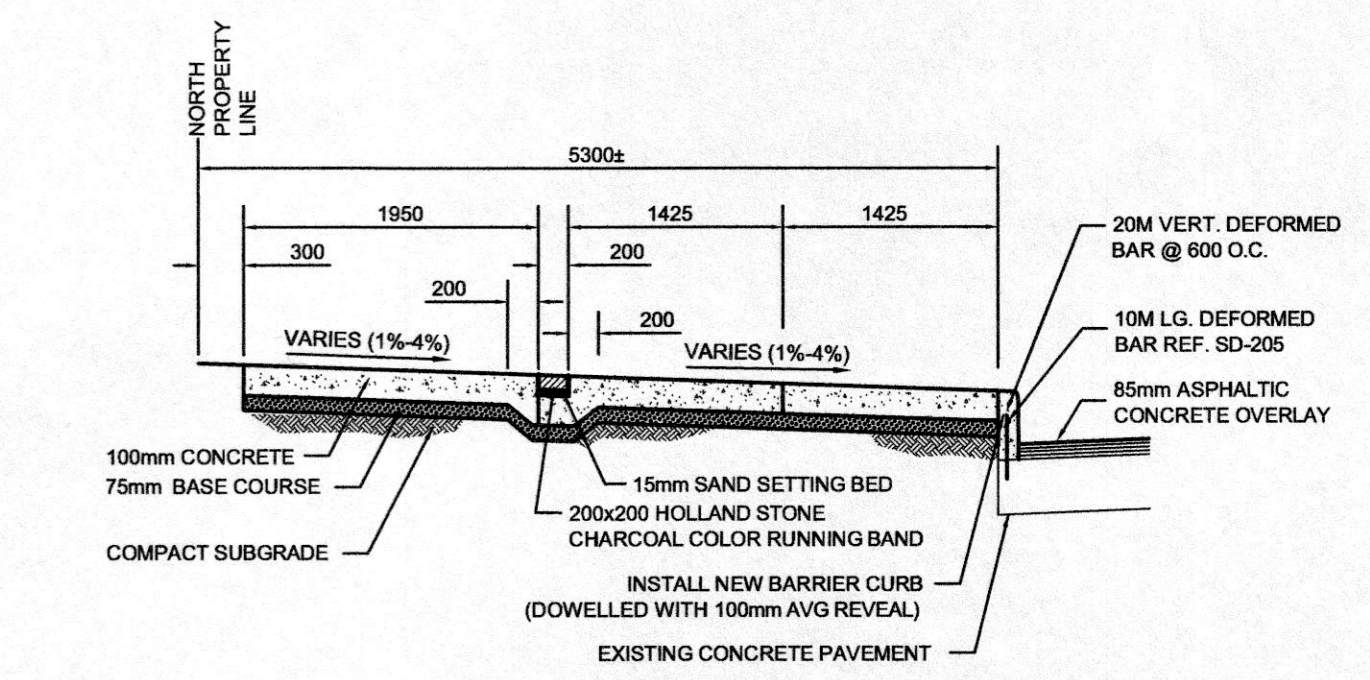 NORTH
PROPERTY
LINE
5300±
1950
1425
1425
300
200
200
200
VARIES (1%-4%)
VARIES (1%-4%)
20M VERT. DEFORMED
BAR @ 600 O.C.
10M LG. DEFORMED
BAR REF. SD-205
85mm ASPHALTIC
CONCRETE OVERLAY
100mm CONCRETE
75mm BASE COURSE
COMPACT SUBGRADE
15mm SAND SETTING BED
200x200 HOLLAND STONE
CHARCOAL COLOR RUNNING BAND
INSTALL NEW BARRIER CURB
(DOWELLED WITH 100mm AVG REVEAL)
EXISTING CONCRETE PAVEMENT